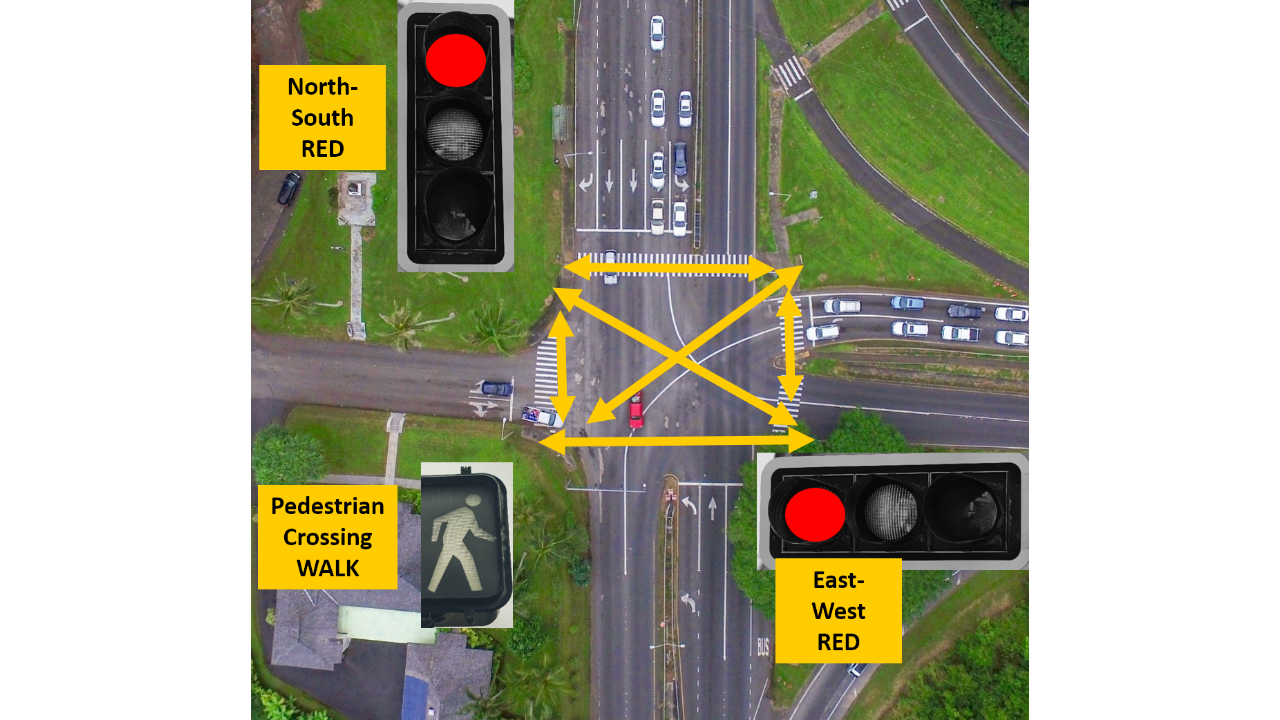 North-
South
RED
Pedestrian
Crossing
WALK
East-
West
RED
BUS